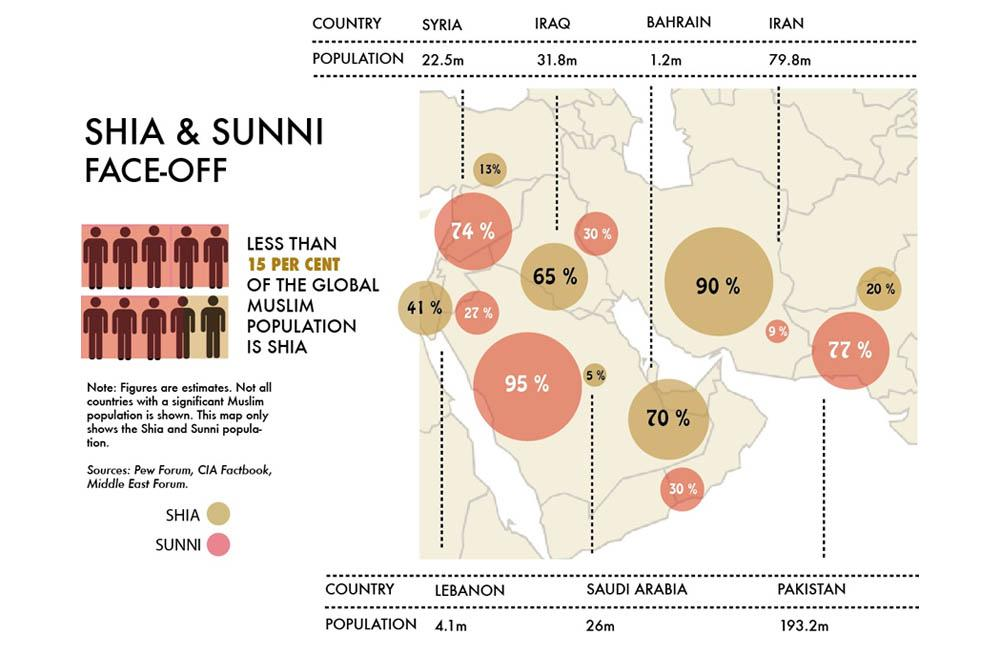 COUNTRY SYRIA IRAQ BAHRAIN IRAN
POPULATION 22.5m 31.8m 1.2m 79.8m
SHIA & SUNNI
FACE-OFF
LESS THAN
15 PER CENT
OF THE GLOBAL
MUSLIM
POPULATION
IS SHIA
Note: Figures are estimates. Not all
countries with a significant Muslim
population is shown. This map only
shows the Shia and Sunni popula-
tion.
Sources: Pew Forum, CIA Factbook,
Middle East Forum.
SHIA
SUNNI
13%
74 %
30 %
65 %
90 %
20 %
41 %
27 %
9 %
77 %
95 %
5 %
70 %
30 %
COUNTRY LEBANON SAUDI ARABIA PAKISTAN
POPULATION 4.1m 26m 193.2m